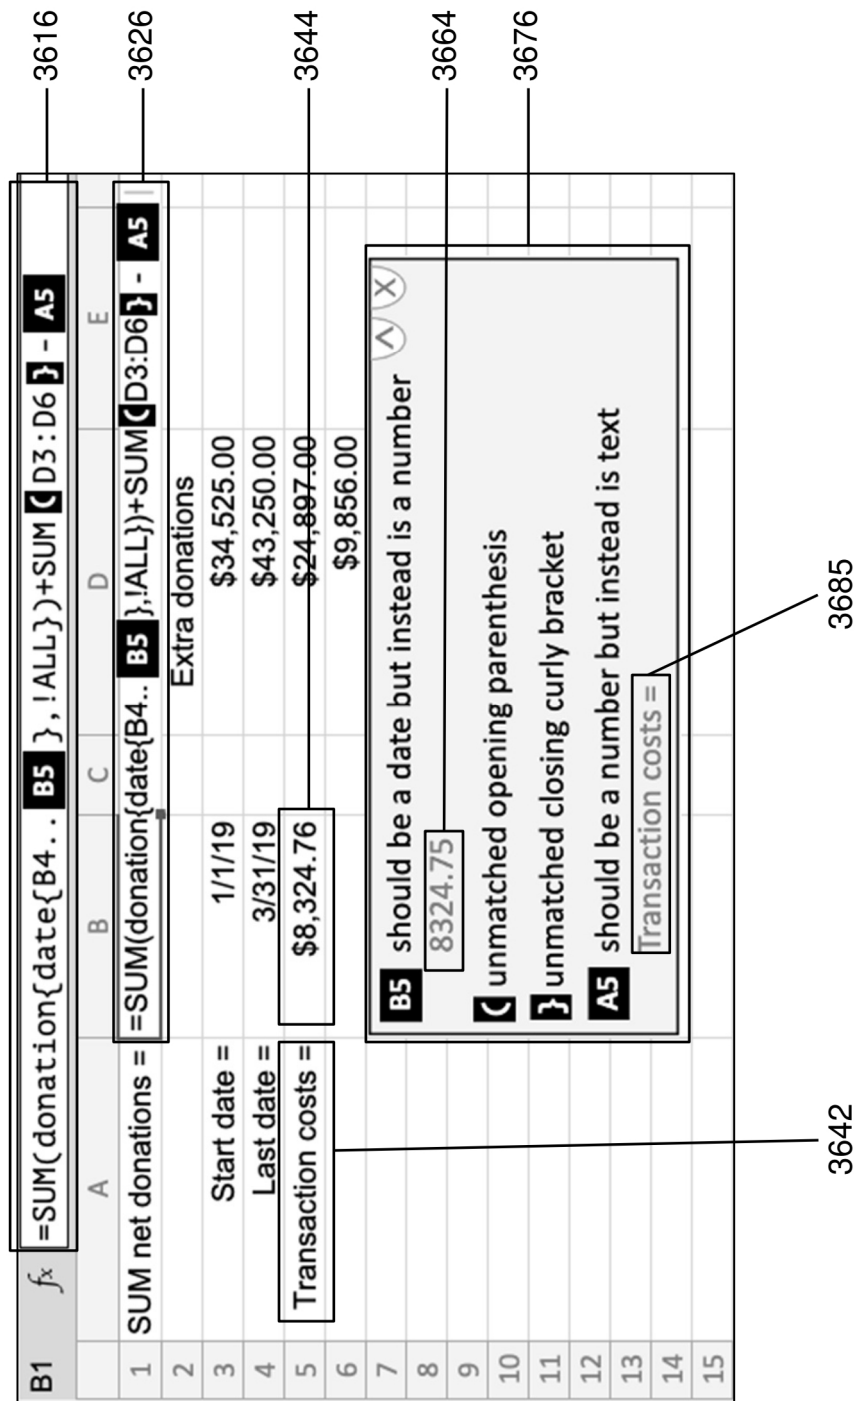 3616
3626
3644
3664
3676
B1 fx =SUM(donation{date{B4.. B5 },!ALL})+SUM ( D3:D6 } - A5
A B C D E
1 SUM net donations = =SUM(donation{date{B4.. B5 },!ALL})+SUM ( D3:D6 } - A5
2 Extra donations
3 Start date = 1/1/19 $34,525.00
4 Last date = 3/31/19 $43,250.00
5 Transaction costs = $8,324.76 $24,897.00
6 $9,856.00
7
8
9
10
11
12
13
14
15
B5 should be a date but instead is a number ^ X
8324.75
( unmatched opening parenthesis
} unmatched closing curly bracket
A5 should be a number but instead is text
Transaction costs =
3642
3685